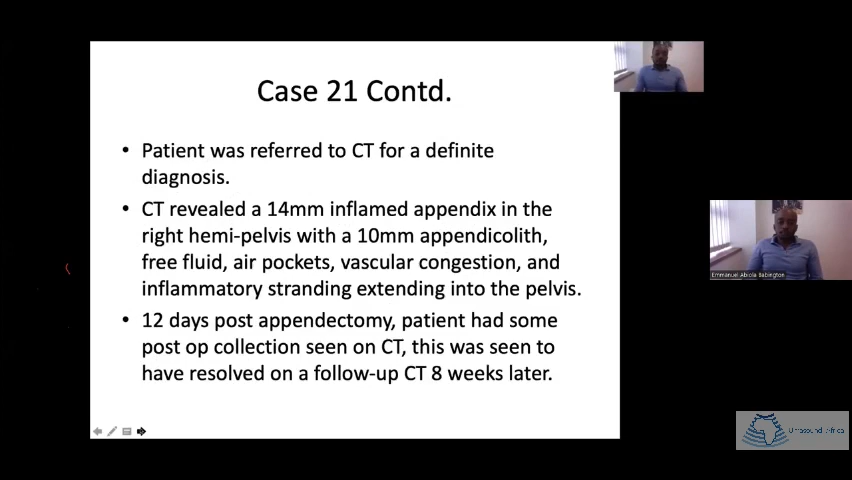 Case 21 Contd.
• Patient was referred to CT for a definite
diagnosis.
• CT revealed a 14mm inflamed appendix in the
right hemi-pelvis with a 10mm appendicolith,
free fluid, air pockets, vascular congestion, and
inflammatory stranding extending into the pelvis.
• 12 days post appendectomy, patient had some
post op collection seen on CT, this was seen to
have resolved on a follow-up CT 8 weeks later.
Emmanuel Abiola Babington
Ultrasound Africa